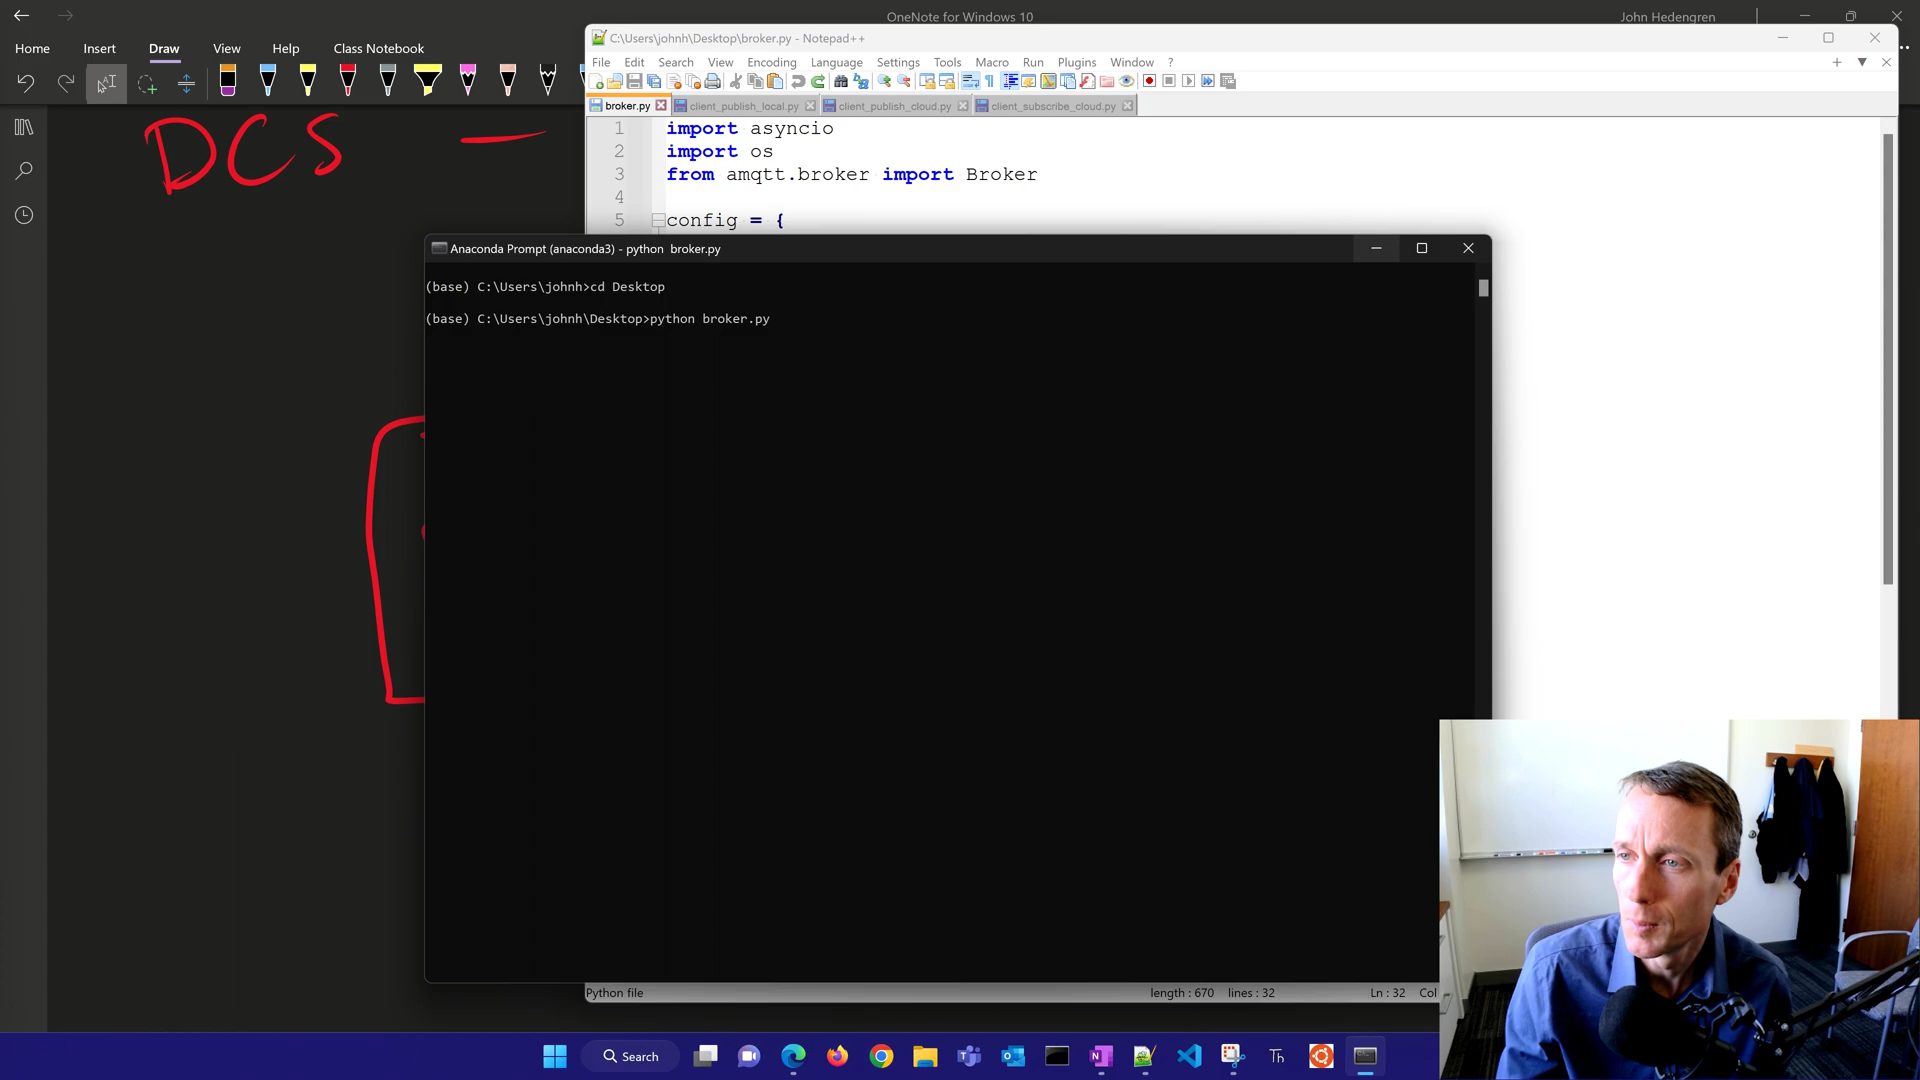 OneNote for Windows 10
John Hedengren
Home Insert Draw View Help Class Notebook
DCS —
C:\Users\johnh\Desktop\broker.py - Notepad++
File Edit Search View Encoding Language Settings Tools Macro Run Plugins Window ?
broker.py client_publish_local.py client_publish_cloud.py client_subscribe_cloud.py
1 import asyncio
2 import os
3 from amqtt.broker import Broker
4
5 config = {
Anaconda Prompt (anaconda3) - python  broker.py
(base) C:\Users\johnh>cd Desktop
(base) C:\Users\johnh\Desktop>python broker.py
Python file length : 670 lines : 32 Ln : 32 Col
Search
Th